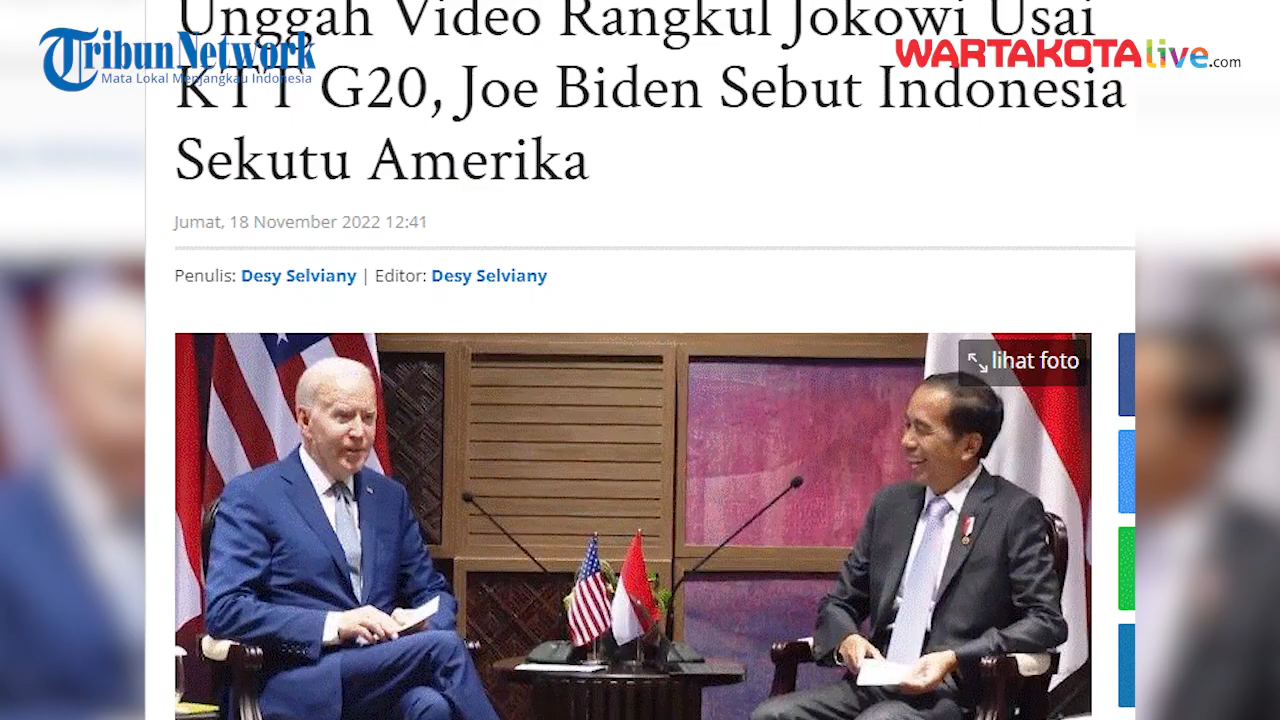 Unggah Video Rangkul Jokowi Usai
TribunNetwork
Mata Lokal Menjangkau Indonesia
WARTAKOTAlive.com
KTT G20, Joe Biden Sebut Indonesia
Sekutu Amerika
Jumat, 18 November 2022 12:41
Penulis: Desy Selviany | Editor: Desy Selviany
lihat foto